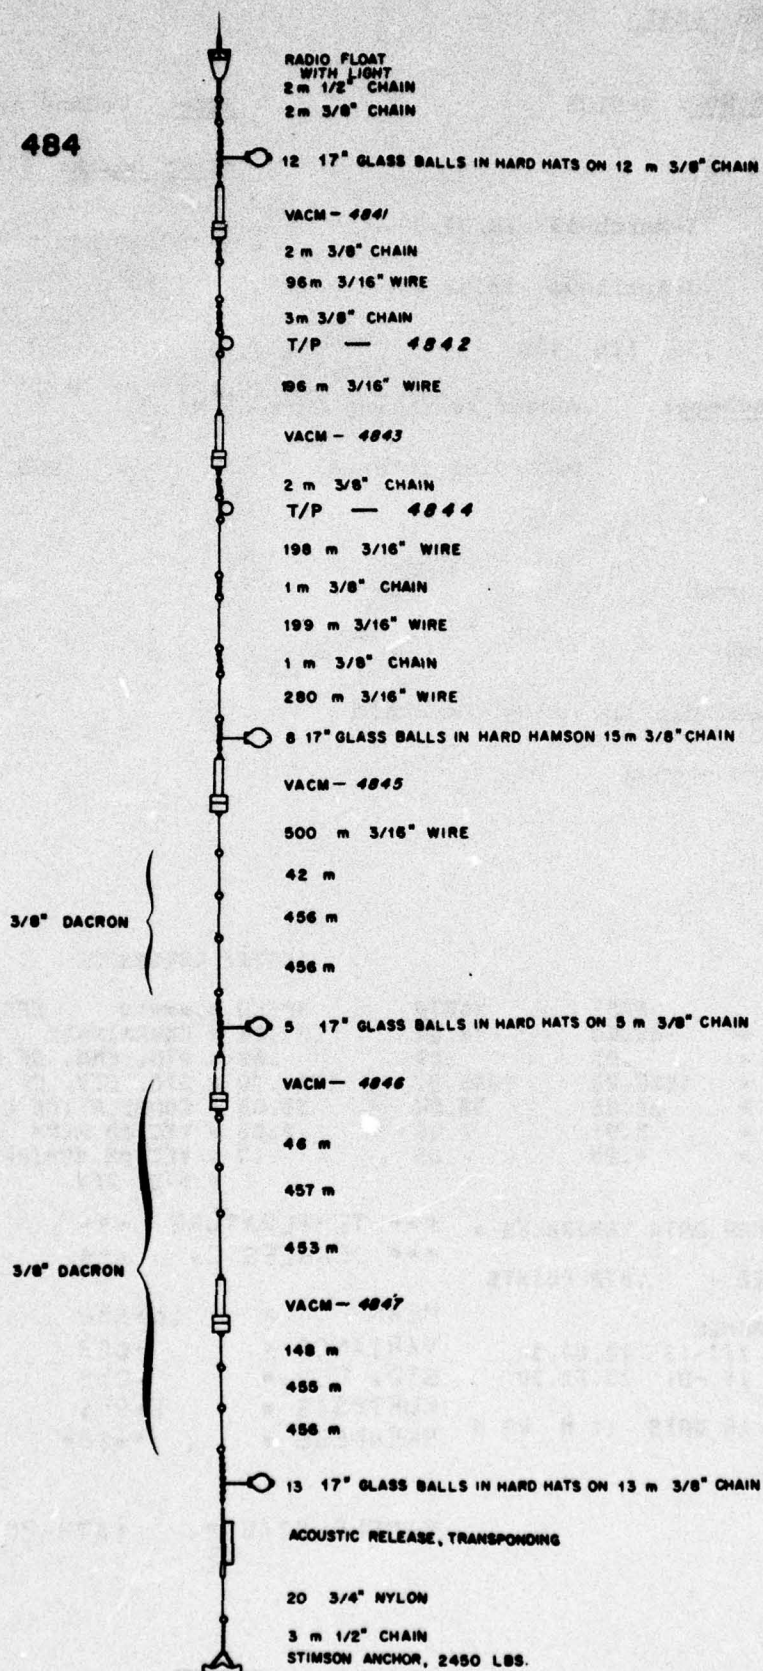 RADIO FLOAT
WITH LIGHT
2m 1/2" CHAIN
2m 3/8" CHAIN
484
12 17" GLASS BALLS IN HARD HATS ON 12 m 3/8" CHAIN
VACM - 4841
2 m 3/8" CHAIN
96m 3/16" WIRE
3m 3/8" CHAIN
T/P — 4842
196 m 3/16" WIRE
VACM - 4843
2 m 3/8" CHAIN
T/P — 4844
198 m 3/16" WIRE
1 m 3/8" CHAIN
199 m 3/16" WIRE
1 m 3/8" CHAIN
280 m 3/16" WIRE
8 17" GLASS BALLS IN HARD HAMSON 15m 3/8" CHAIN
VACM - 4845
500 m 3/16" WIRE
42 m
3/8" DACRON
456 m
456 m
5 17" GLASS BALLS IN HARD HATS ON 5 m 3/8" CHAIN
VACM - 4846
46 m
457 m
453 m
3/8" DACRON
VACM - 4847
148 m
455 m
456 m
13 17" GLASS BALLS IN HARD HATS ON 13 m 3/8" CHAIN
ACOUSTIC RELEASE, TRANSPONDING
20 3/4" NYLON
3 m 1/2" CHAIN
STIMSON ANCHOR, 2450 LBS.